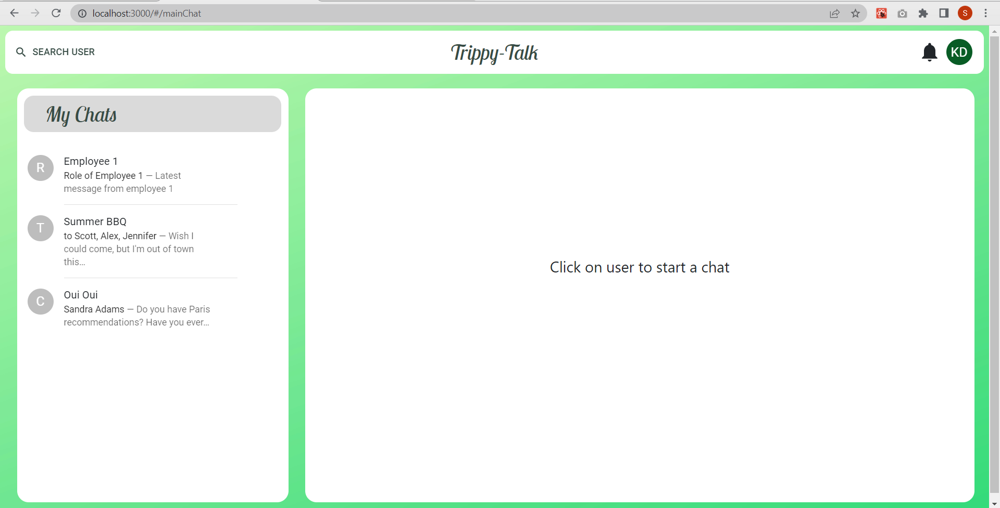 localhost:3000/#/mainChat
S
SEARCH USER
Trippy-Talk
KD
My Chats
R
Employee 1
Role of Employee 1 — Latest
message from employee 1
T
Summer BBQ
to Scott, Alex, Jennifer — Wish I
could come, but I'm out of town
this…
C
Oui Oui
Sandra Adams — Do you have Paris
recommendations? Have you ever…
Click on user to start a chat